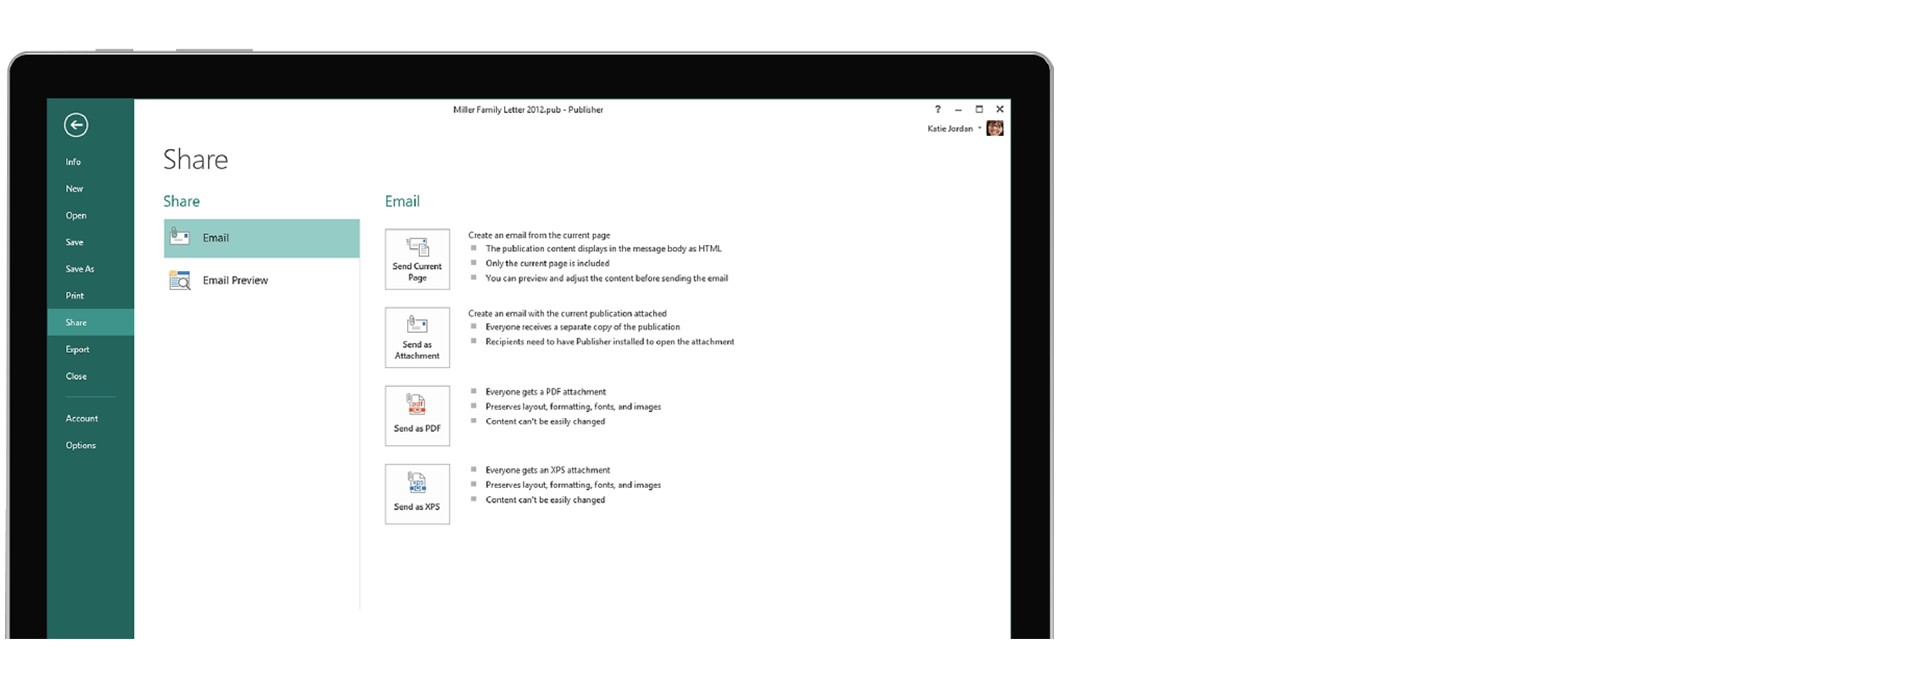 Miller Family Letter 2012.pub - Publisher
?
Katie Jordan
Info
New
Open
Save
Save As
Print
Share
Export
Close
Account
Options
Share
Share
Email
Email Preview
Email
Send Current
Page
Create an email from the current page
The publication content displays in the message body as HTML
Only the current page is included
You can preview and adjust the content before sending the email
Send as
Attachment
Create an email with the current publication attached
Everyone receives a separate copy of the publication
Recipients need to have Publisher installed to open the attachment
PDF
Send as PDF
Everyone gets a PDF attachment
Preserves layout, formatting, fonts, and images
Content can't be easily changed
XPS
Send as XPS
Everyone gets an XPS attachment
Preserves layout, formatting, fonts, and images
Content can't be easily changed